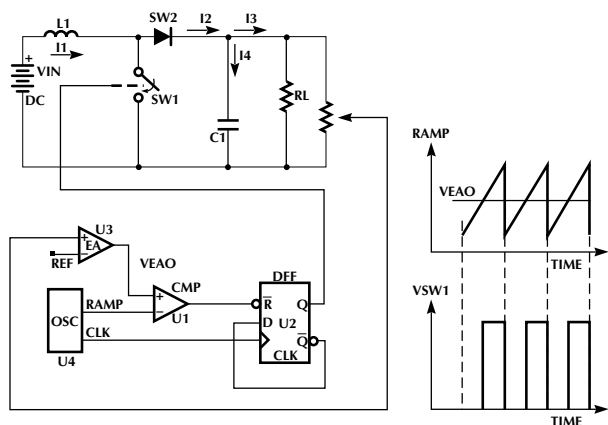 L1
SW2
I2
I3
I1
I4
+
VIN
DC
SW1
RL
C1
RAMP
VEAO
TIME
U3
+
EA
−
REF
VEAO
DFF
CMP
+
−
U1
R
Q
D
U2
Q
CLK
OSC
RAMP
CLK
U4
VSW1
TIME